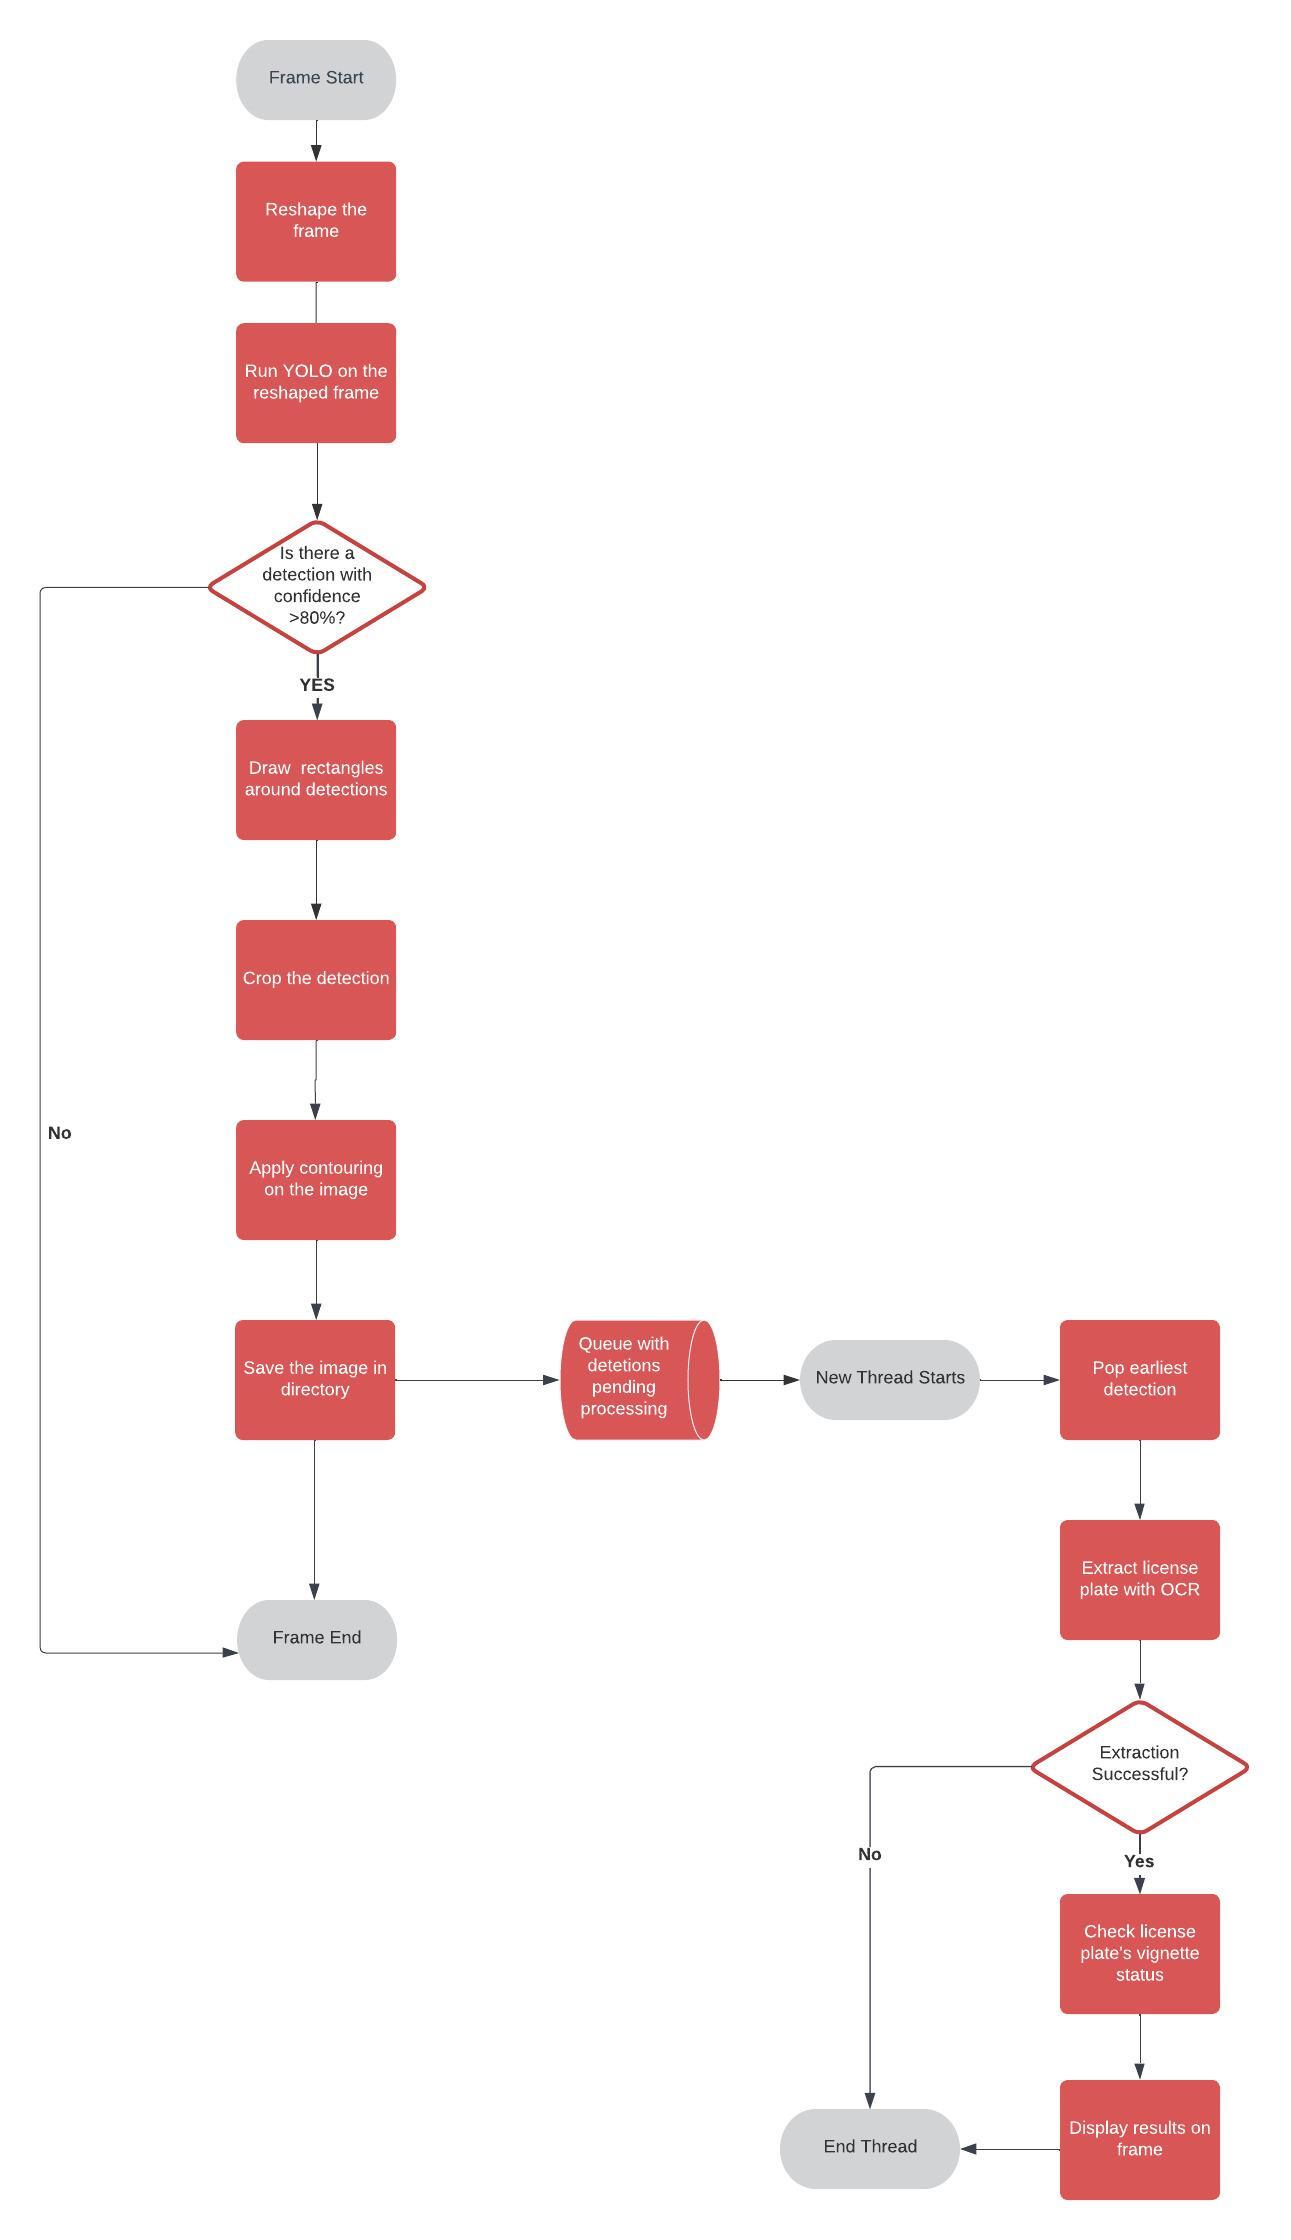 Frame Start
Reshape the
frame
Run YOLO on the
reshaped frame
Is there a
detection with
confidence
>80%?
YES
Draw  rectangles
around detections
Crop the detection
No
Apply contouring
on the image
Save the image in
directory
Queue with
detetions
pending
processing
New Thread Starts
Pop earliest
detection
Extract license
plate with OCR
Frame End
Extraction
Successful?
No
Yes
Check license
plate's vignette
status
Display results on
frame
End Thread